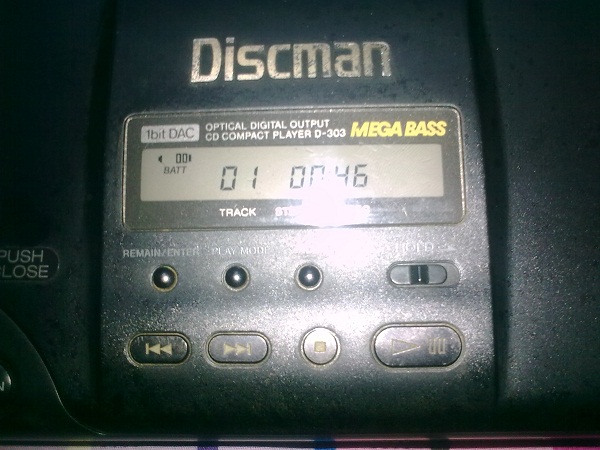 Discman
1bit DAC
OPTICAL DIGITAL OUTPUT
CD COMPACT PLAYER D-303
MEGA BASS
BATT
01 00:46
TRACK
REMAIN/ENTER PLAY MODE
HOLD
PUSH
CLOSE